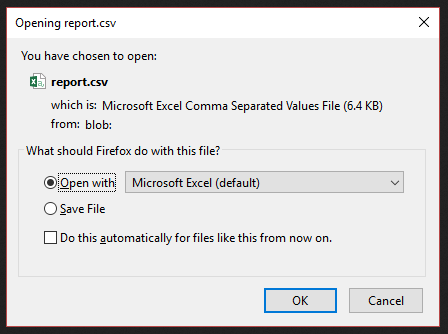 Opening report.csv
You have chosen to open:
report.csv
which is: Microsoft Excel Comma Separated Values File (6.4 KB)
from: blob:
What should Firefox do with this file?
Open with Microsoft Excel (default)
Save File
Do this automatically for files like this from now on.
OK Cancel